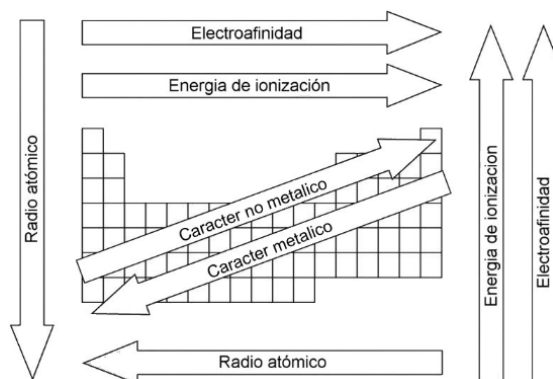 Electroafinidad
Energia de ionización
Radio atómico
Caracter no metalico
Caracter metalico
Energia de ionizacion
Electroafinidad
Radio atómico